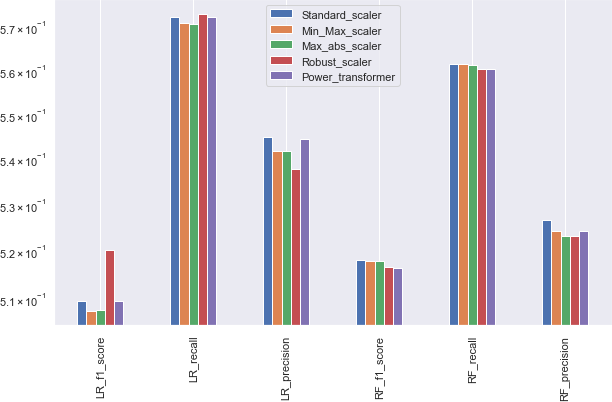 Standard_scaler
Min_Max_scaler
Max_abs_scaler
Robust_scaler
Power_transformer
5.7 × 10⁻¹
5.6 × 10⁻¹
5.5 × 10⁻¹
5.4 × 10⁻¹
5.3 × 10⁻¹
5.2 × 10⁻¹
5.1 × 10⁻¹
LR_f1_score
LR_recall
LR_precision
RF_f1_score
RF_recall
RF_precision